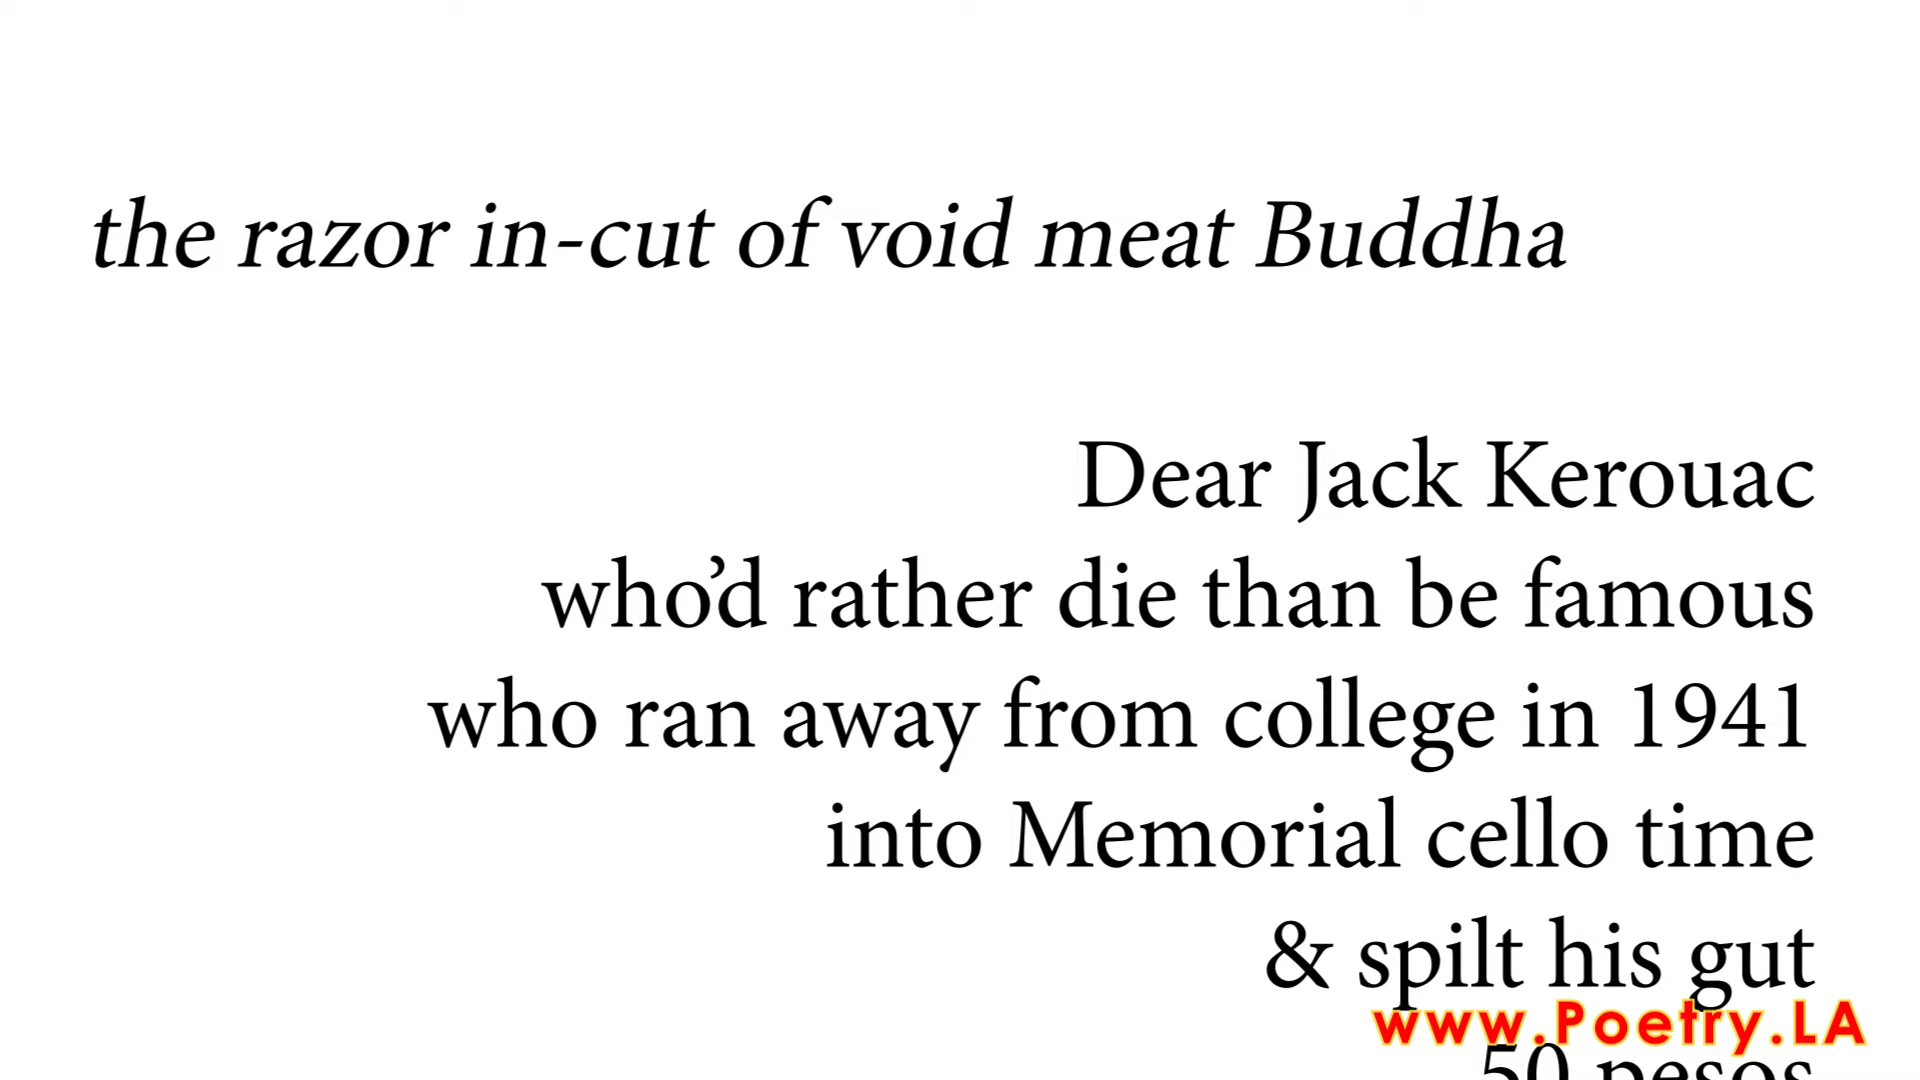 the razor in-cut of void meat Buddha
Dear Jack Kerouac
who’d rather die than be famous
who ran away from college in 1941
into Memorial cello time
& spilt his gut
www.Poetry.LA
50 pesos